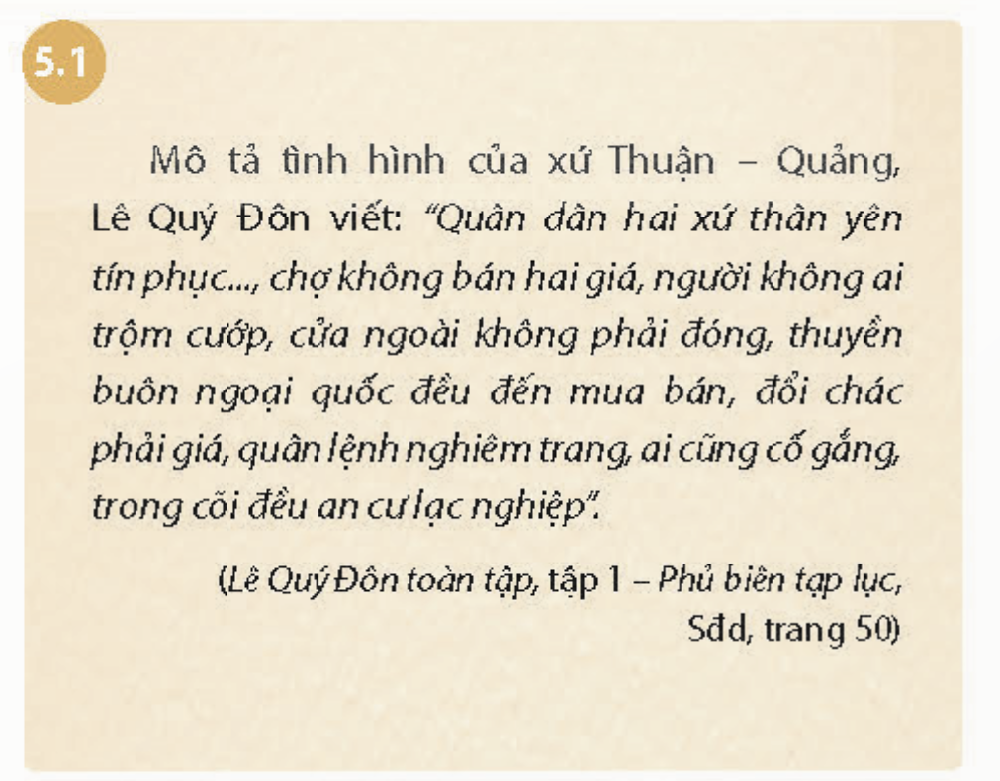 5.1
Mô tả tình hình của xứ Thuận – Quảng,
Lê Quý Đôn viết: “Quân dân hai xứ thân yên
tín phục..., chợ không bán hai giá, người không ai
trộm cướp, cửa ngoài không phải đóng, thuyền
buôn ngoại quốc đều đến mua bán, đổi chác
phải giá, quân lệnh nghiêm trang, ai cũng cố gắng,
trong cõi đều an cư lạc nghiệp”.
(Lê Quý Đôn toàn tập, tập 1 – Phủ biên tạp lục,
Sđd, trang 50)